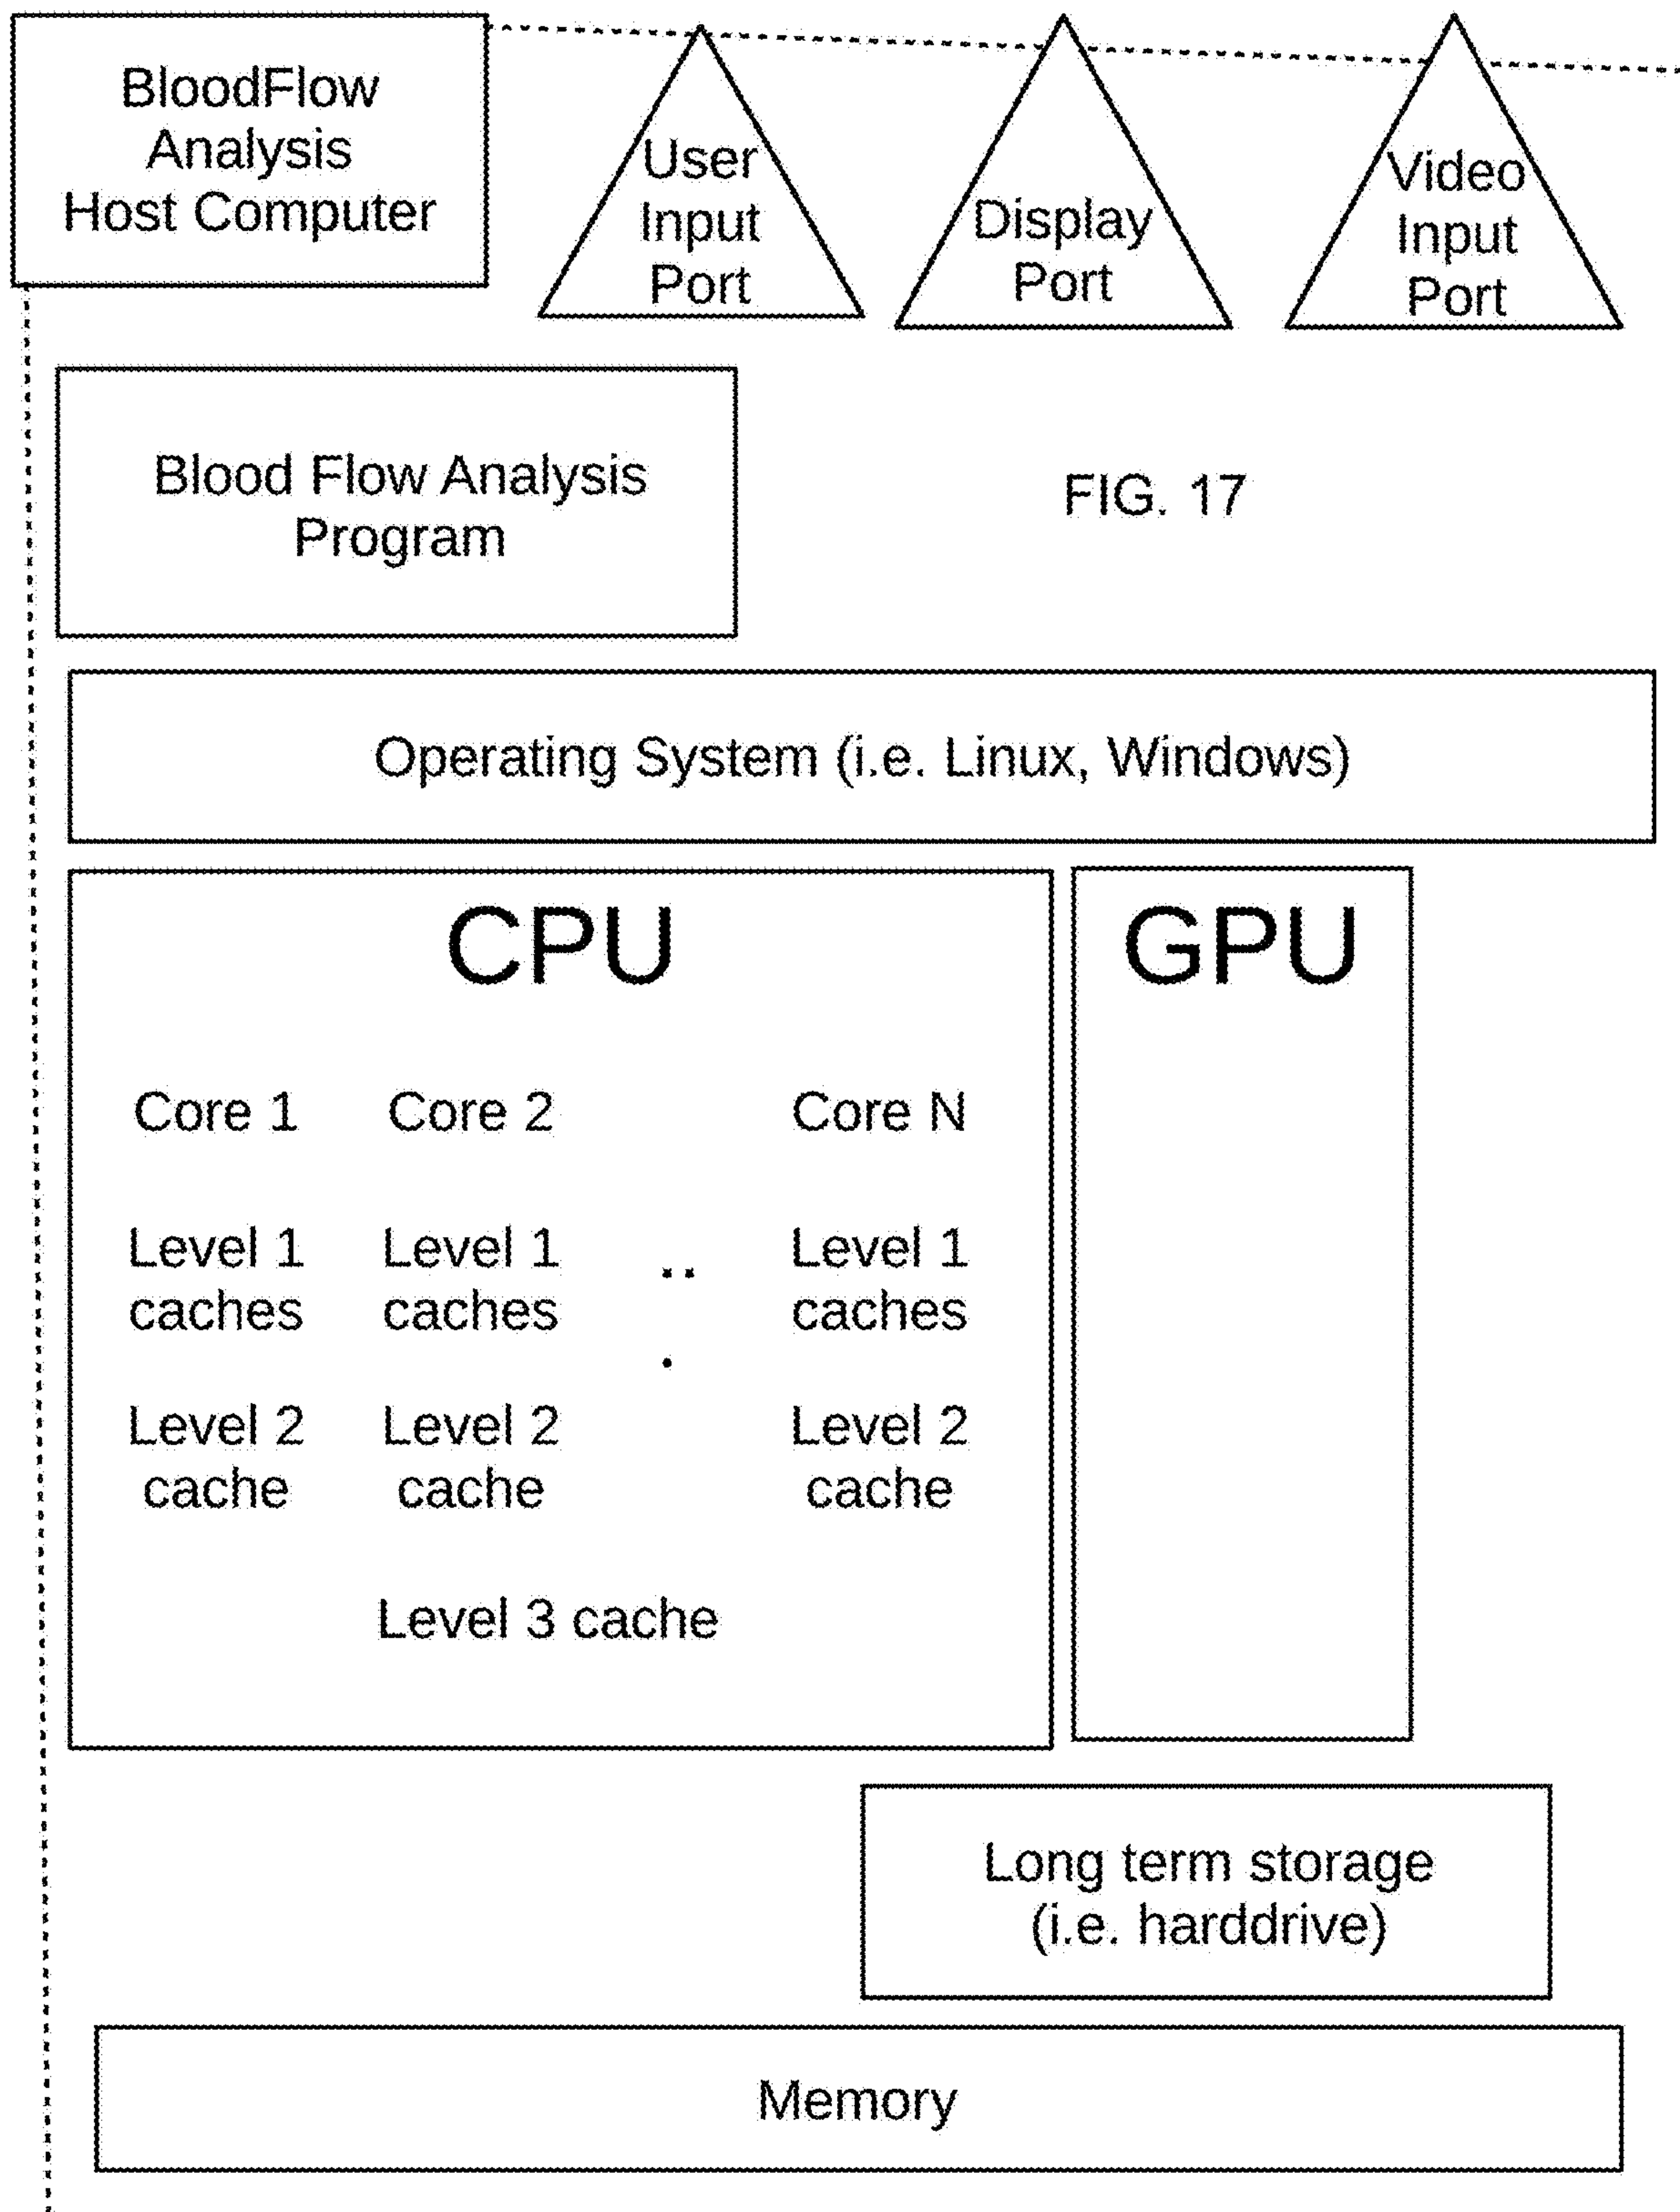 BloodFlow
Analysis
Host Computer
User
Input
Port
Display
Port
Video
Input
Port
Blood Flow Analysis
Program
FIG. 17
Operating System (i.e. Linux, Windows)
CPU
GPU
Core 1 Core 2 Core N
Level 1 Level 1 .. Level 1
caches caches caches
.
Level 2 Level 2 Level 2
cache cache cache
Level 3 cache
Long term storage
(i.e. harddrive)
Memory